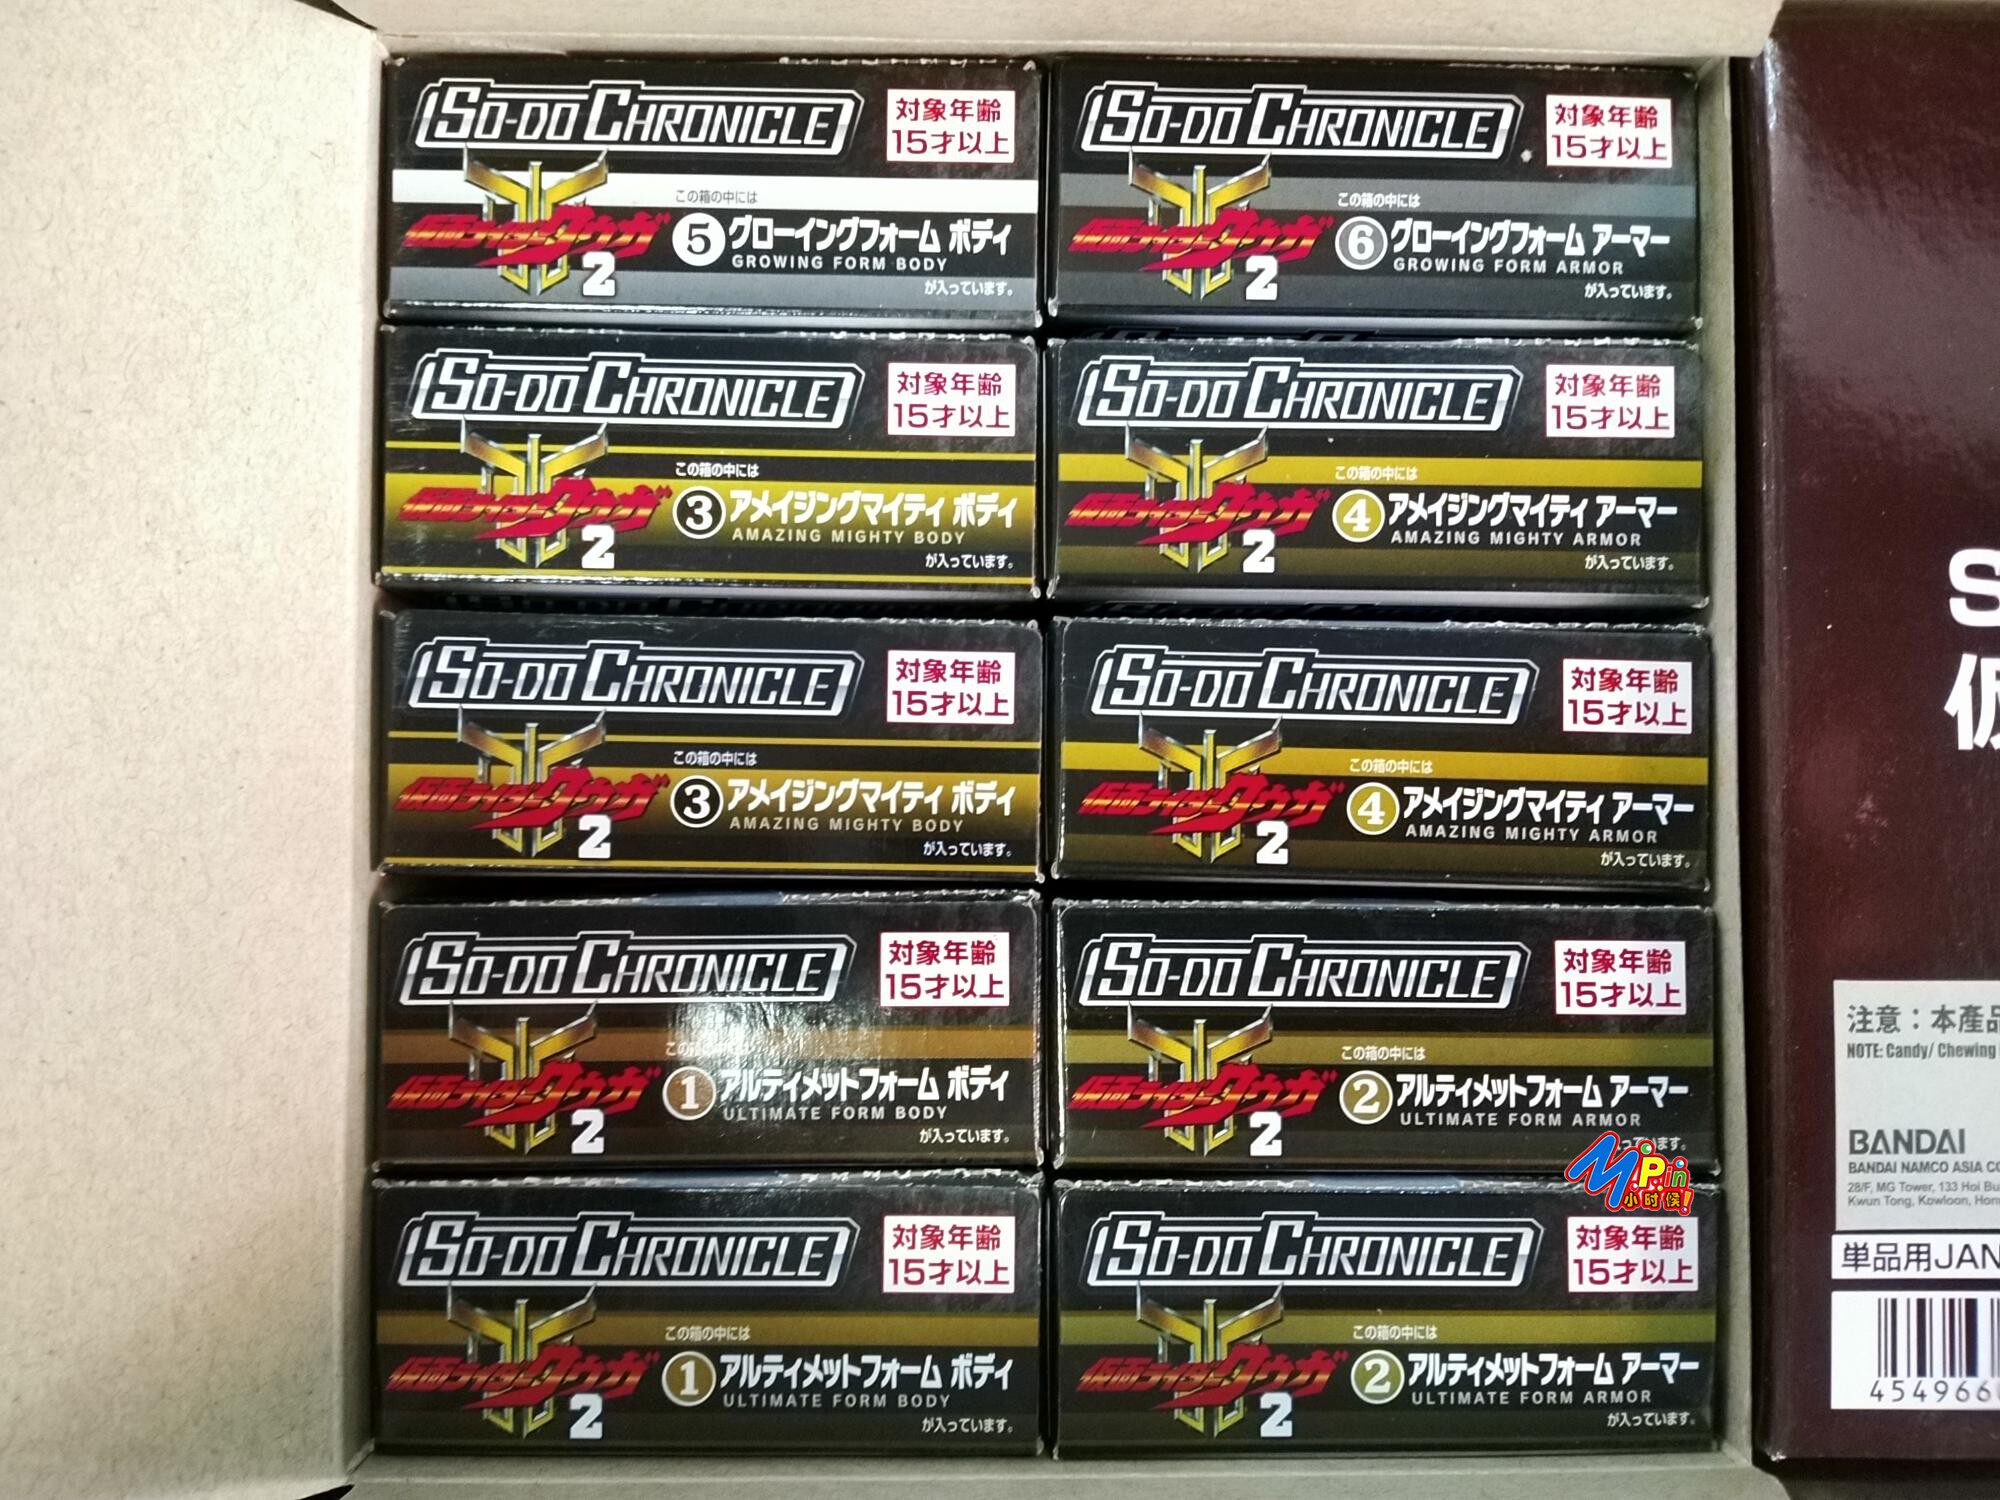 SO-DO CHRONICLE
対象年齢
15才以上
この箱の中には
仮面ライダークウガ
2
⑤グローイングフォーム ボディ
GROWING FORM BODY
が入っています。
SO-DO CHRONICLE
対象年齢
15才以上
この箱の中には
仮面ライダークウガ
2
⑥グローイングフォーム アーマー
GROWING FORM ARMOR
が入っています。
SO-DO CHRONICLE
対象年齢
15才以上
この箱の中には
仮面ライダークウガ
2
③アメイジングマイティ ボディ
AMAZING MIGHTY BODY
が入っています。
SO-DO CHRONICLE
対象年齢
15才以上
この箱の中には
仮面ライダークウガ
2
④アメイジングマイティ アーマー
AMAZING MIGHTY ARMOR
が入っています。
SO-DO CHRONICLE
対象年齢
15才以上
この箱の中には
仮面ライダークウガ
2
③アメイジングマイティ ボディ
AMAZING MIGHTY BODY
が入っています。
SO-DO CHRONICLE
対象年齢
15才以上
この箱の中には
仮面ライダークウガ
2
④アメイジングマイティ アーマー
AMAZING MIGHTY ARMOR
が入っています。
SO-DO CHRONICLE
対象年齢
15才以上
この箱の中には
仮面ライダークウガ
2
①アルティメットフォーム ボディ
ULTIMATE FORM BODY
が入っています。
SO-DO CHRONICLE
対象年齢
15才以上
この箱の中には
仮面ライダークウガ
2
②アルティメットフォーム アーマー
ULTIMATE FORM ARMOR
ます。
M.P.in
小时候!
SO-DO CHRONICLE
対象年齢
15才以上
この箱の中には
仮面ライダークウガ
2
①アルティメットフォーム ボディ
ULTIMATE FORM BODY
が入っています。
SO-DO CHRONICLE
対象年齢
15才以上
この箱の中には
仮面ライダークウガ
2
②アルティメットフォーム アーマー
ULTIMATE FORM ARMOR
が入っています。
S
仮
注意：本產品
NOTE: Candy/ Chewing
BANDAI
BANDAI NAMCO ASIA CO
28/F, MG Tower, 133 Hoi Bu
Kwun Tong, Kowloon, Hon
単品用JAN
454966